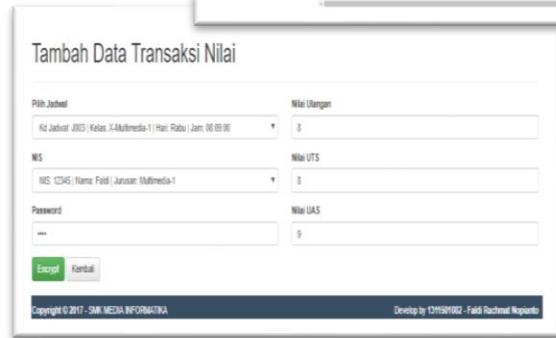 Tambah Data Transaksi Nilai
Pilih Jadwal
Kd Jadwal: J003 | Kelas: X-Multimedia-1 | Hari: Rabu | Jam: 08:09:06
NIS
NIS: 12345 | Nama: Faldi | Jurusan: Multimedia-1
Password
····
Nilai Ulangan
8
Nilai UTS
8
Nilai UAS
9
Encrypt Kembali
Copyright © 2017 - SMK MEDIA INFORMATIKA
Develop by 1311501002 - Faldi Rachmat Nopianto